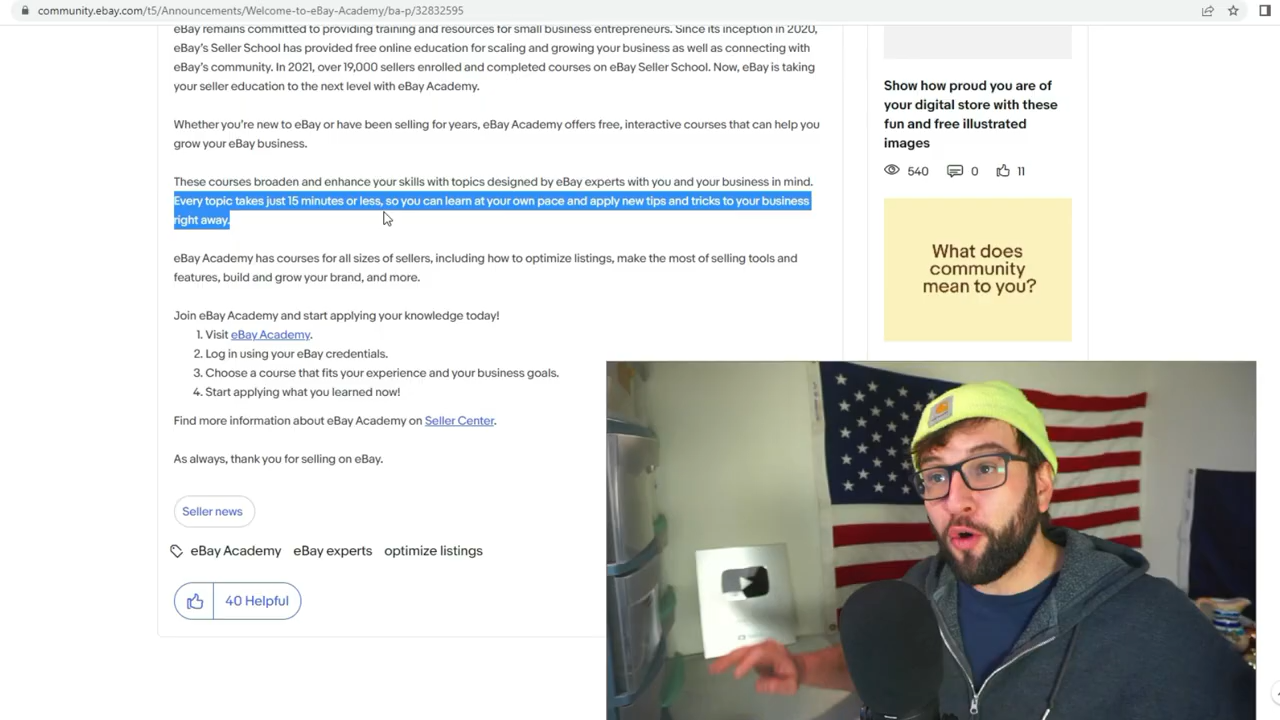 community.ebay.com/t5/Announcements/Welcome-to-eBay-Academy/ba-p/32832595
eBay remains committed to providing training and resources for small business entrepreneurs. Since its inception in 2020,
eBay's Seller School has provided free online education for scaling and growing your business as well as connecting with
eBay's community. In 2021, over 19,000 sellers enrolled and completed courses on eBay Seller School. Now, eBay is taking
your seller education to the next level with eBay Academy.
Whether you're new to eBay or have been selling for years, eBay Academy offers free, interactive courses that can help you
grow your eBay business.
These courses broaden and enhance your skills with topics designed by eBay experts with you and your business in mind.
Every topic takes just 15 minutes or less, so you can learn at your own pace and apply new tips and tricks to your business
right away.
eBay Academy has courses for all sizes of sellers, including how to optimize listings, make the most of selling tools and
features, build and grow your brand, and more.
Join eBay Academy and start applying your knowledge today!
1. Visit eBay Academy.
2. Log in using your eBay credentials.
3. Choose a course that fits your experience and your business goals.
4. Start applying what you learned now!
Find more information about eBay Academy on Seller Center.
As always, thank you for selling on eBay.
Seller news
eBay Academy eBay experts optimize listings
40 Helpful
Show how proud you are
of your digital store with these
fun and free illustrated
images
540 0 11
What does
community
mean to you?